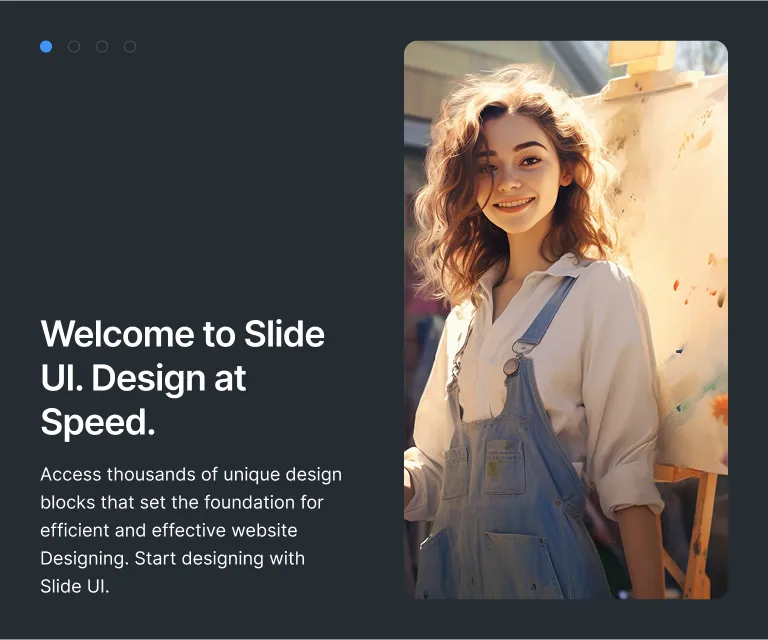 Welcome to Slide
UI. Design at
Speed.
Access thousands of unique design
blocks that set the foundation for
efficient and effective website
Designing. Start designing with
Slide UI.